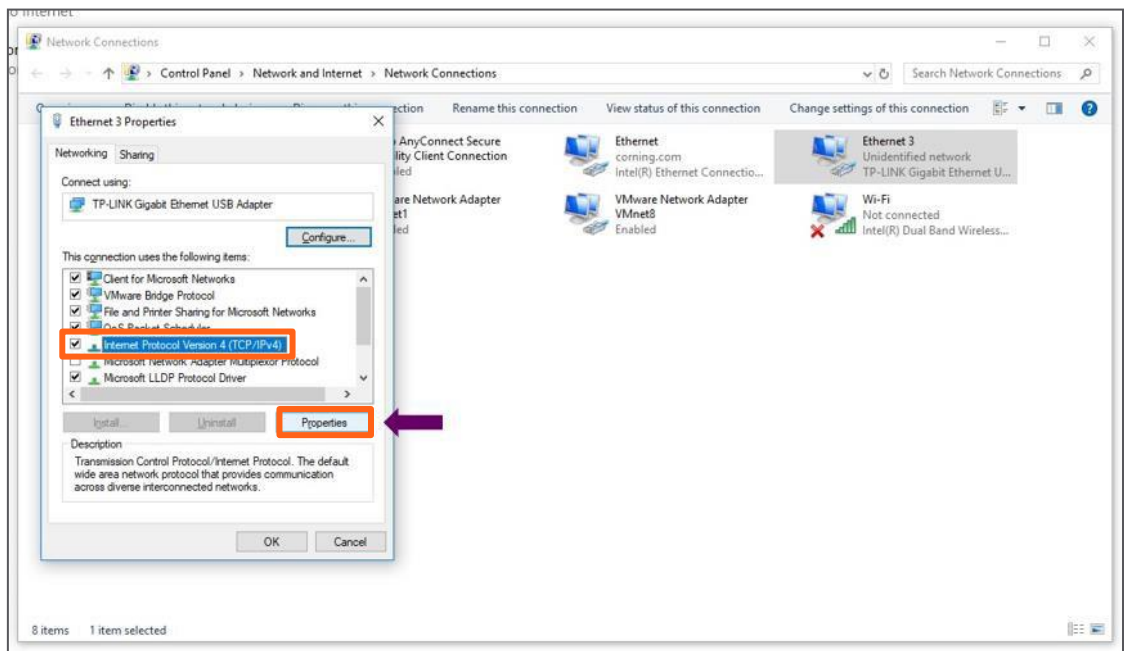 Network Connections
Control Panel > Network and Internet > Network Connections
Search Network Connections
Rename this connection
View status of this connection
Change settings of this connection
Ethernet 3 Properties
Networking
Sharing
Connect using:
TP-LINK Gigabit Ethernet USB Adapter
Configure...
This connection uses the following items:
Client for Microsoft Networks
VMware Bridge Protocol
File and Printer Sharing for Microsoft Networks
QoS Packet Scheduler
Internet Protocol Version 4 (TCP/IPv4)
Microsoft Network Adapter Multiplexor Protocol
Microsoft LLDP Protocol Driver
Install...
Uninstall
Properties
Description
Transmission Control Protocol/Internet Protocol. The default
wide area network protocol that provides communication
across diverse interconnected networks.
OK
Cancel
AnyConnect Secure
Client Connection
Network Adapter
Ethernet
corning.com
Intel(R) Ethernet Connectio...
VMware Network Adapter
VMnet8
Enabled
Ethernet 3
Unidentified network
TP-LINK Gigabit Ethernet U...
Wi-Fi
Not connected
Intel(R) Dual Band Wireless...
8 items
1 item selected